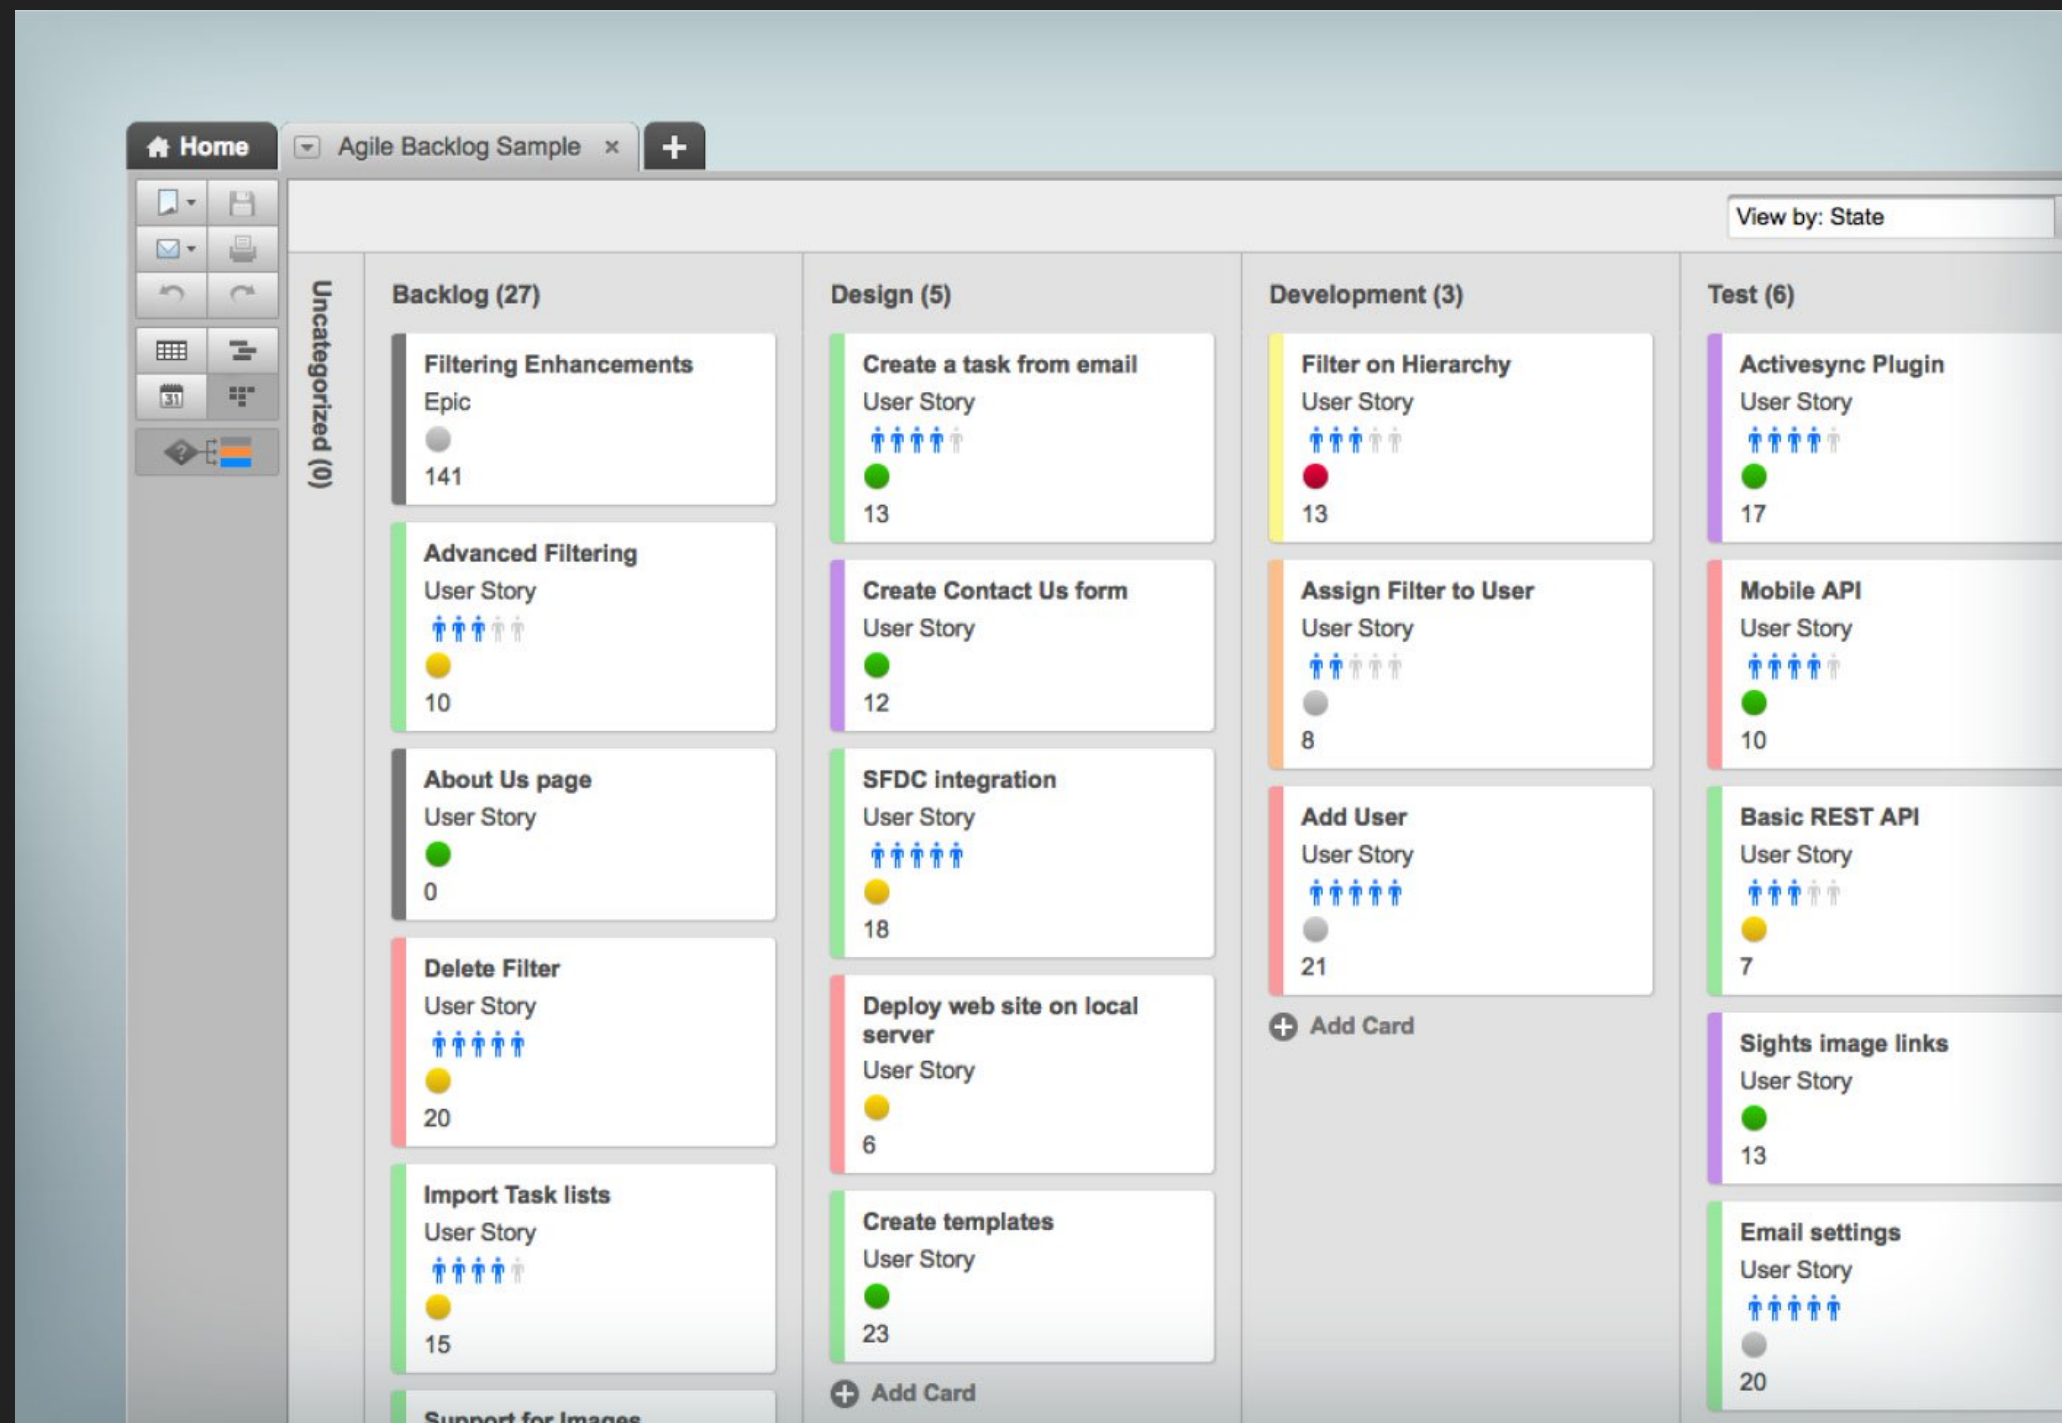 Home
Agile Backlog Sample
View by: State
31
Uncategorized (0)
Backlog (27)
Filtering Enhancements
Epic
141
Advanced Filtering
User Story
10
About Us page
User Story
0
Delete Filter
User Story
20
Import Task lists
User Story
15
Support for Images
Design (5)
Create a task from email
User Story
13
Create Contact Us form
User Story
12
SFDC integration
User Story
18
Deploy web site on local
server
User Story
6
Create templates
User Story
23
Add Card
Development (3)
Filter on Hierarchy
User Story
13
Assign Filter to User
User Story
8
Add User
User Story
21
Add Card
Test (6)
Activesync Plugin
User Story
17
Mobile API
User Story
10
Basic REST API
User Story
7
Sights image links
User Story
13
Email settings
User Story
20